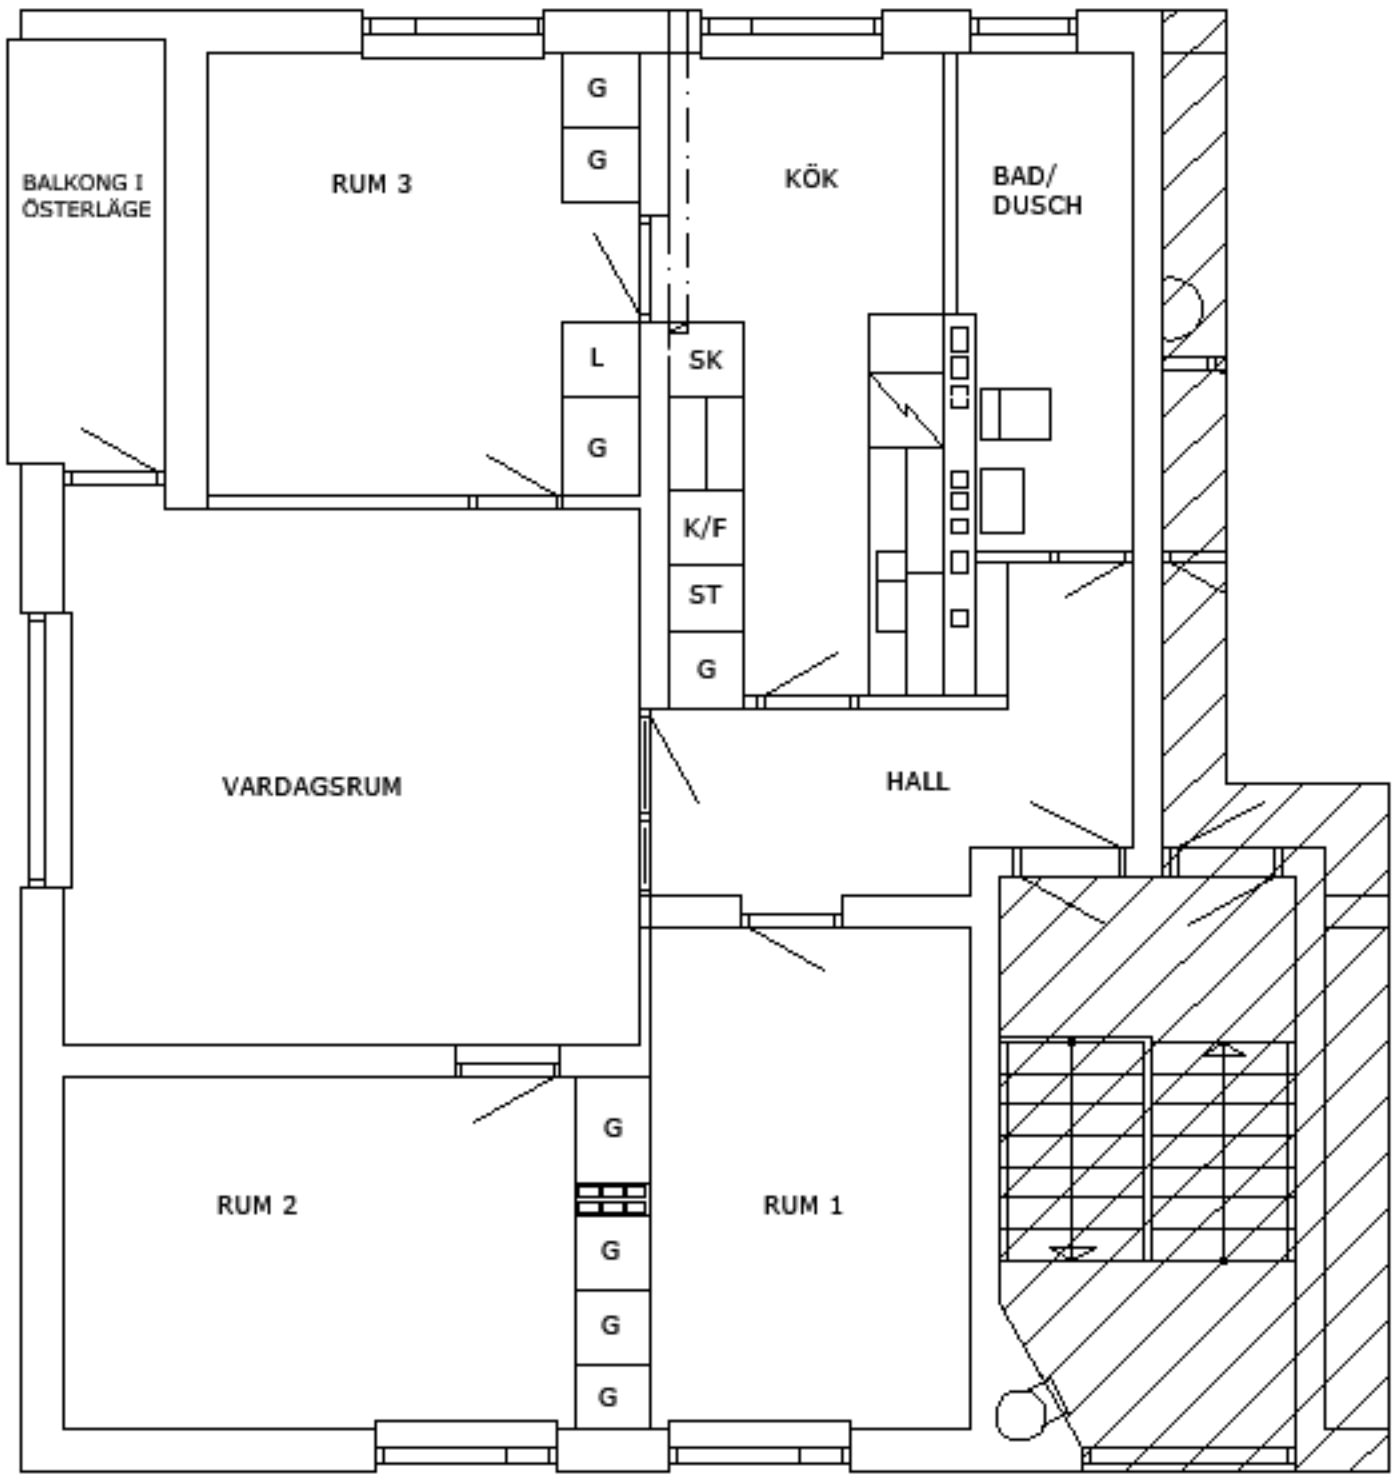 G
G
RUM 3
KÖK
BAD/
DUSCH
BALKONG I
ÖSTERLÄGE
L
SK
G
K/F
ST
G
VARDAGSRUM
HALL
G
RUM 2
RUM 1
G
G
G